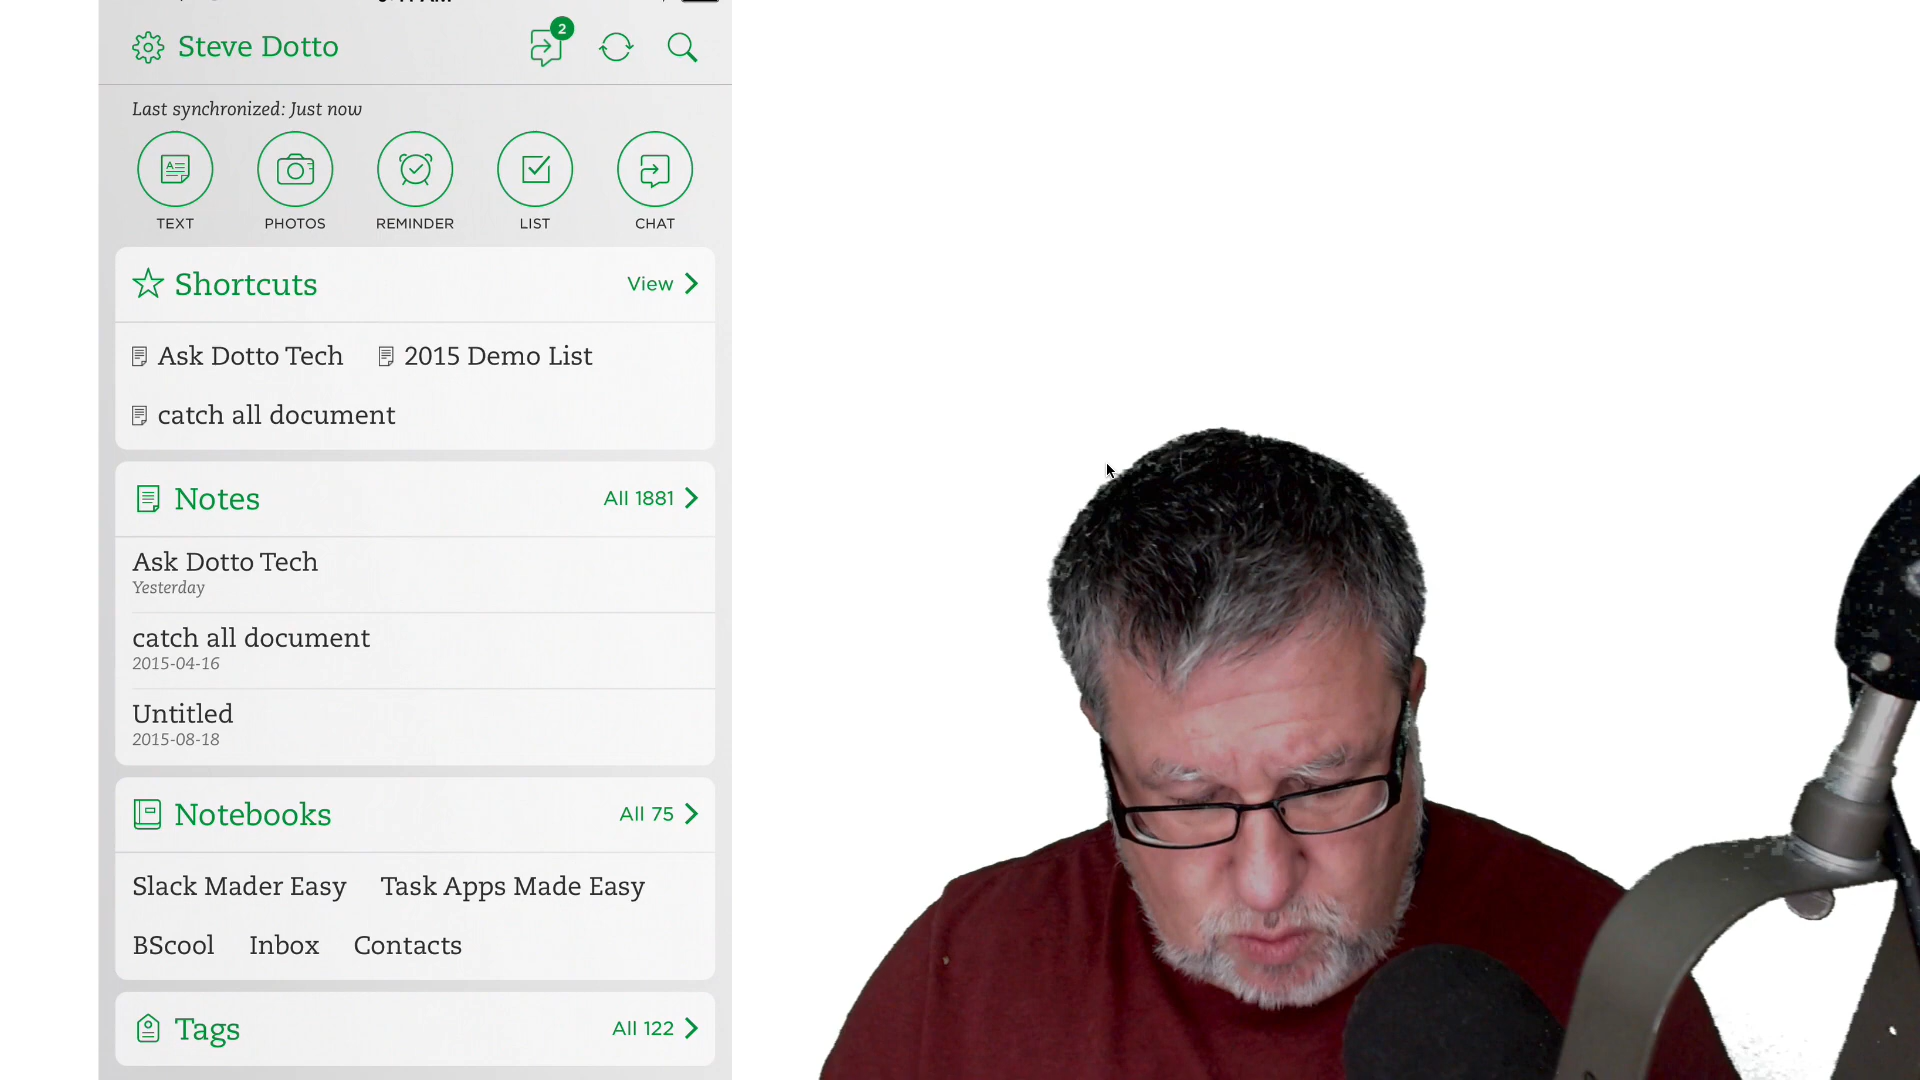 Steve Dotto
2
Last synchronized: Just now
TEXT PHOTOS REMINDER LIST CHAT
Shortcuts View
Ask Dotto Tech 2015 Demo List
catch all document
Notes All 1881
Ask Dotto Tech
Yesterday
catch all document
2015-04-16
Untitled
2015-08-18
Notebooks All 75
Slack Mader Easy Task Apps Made Easy
BScool Inbox Contacts
Tags All 122